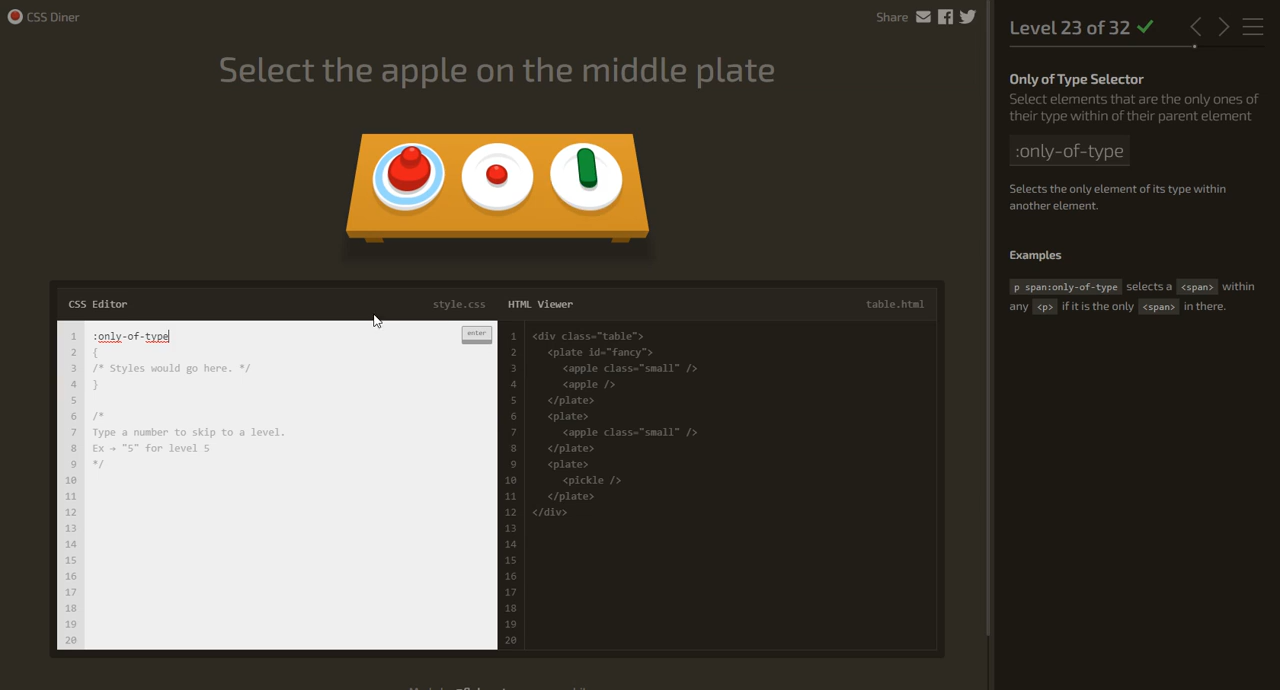 CSS Diner
Share
Select the apple on the middle plate
CSS Editor
style.css
1 :only-of-type
enter
2 {
3 /* Styles would go here. */
4 }
5
6 /*
7 Type a number to skip to a level.
8 Ex → "5" for level 5
9 */
10
11
12
13
14
15
16
17
18
19
20
HTML Viewer
table.html
1 <div class="table">
2 <plate id="fancy">
3 <apple class="small" />
4 <apple />
5 </plate>
6 <plate>
7 <apple class="small" />
8 </plate>
9 <plate>
10 <pickle />
11 </plate>
12 </div>
13
14
15
16
17
18
19
20
Level 23 of 32
Only of Type Selector
Select elements that are the only ones of
their type within of their parent element
:only-of-type
Selects the only element of its type within
another element.
Examples
p span:only-of-type selects a <span> within
any <p> if it is the only <span> in there.